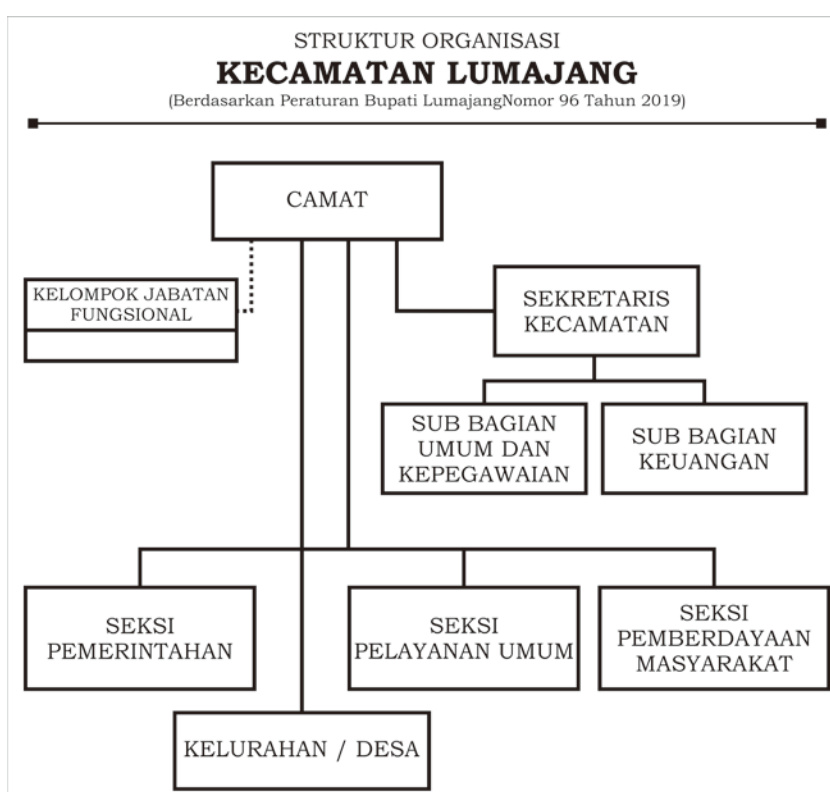 STRUKTUR ORGANISASI
KECAMATAN LUMAJANG
(Berdasarkan Peraturan Bupati LumajangNomor 96 Tahun 2019)
CAMAT
KELOMPOK JABATAN
FUNGSIONAL
SEKRETARIS
KECAMATAN
SUB BAGIAN
UMUM DAN
KEPEGAWAIAN
SUB BAGIAN
KEUANGAN
SEKSI
PEMERINTAHAN
SEKSI
PELAYANAN UMUM
SEKSI
PEMBERDAYAAN
MASYARAKAT
KELURAHAN / DESA